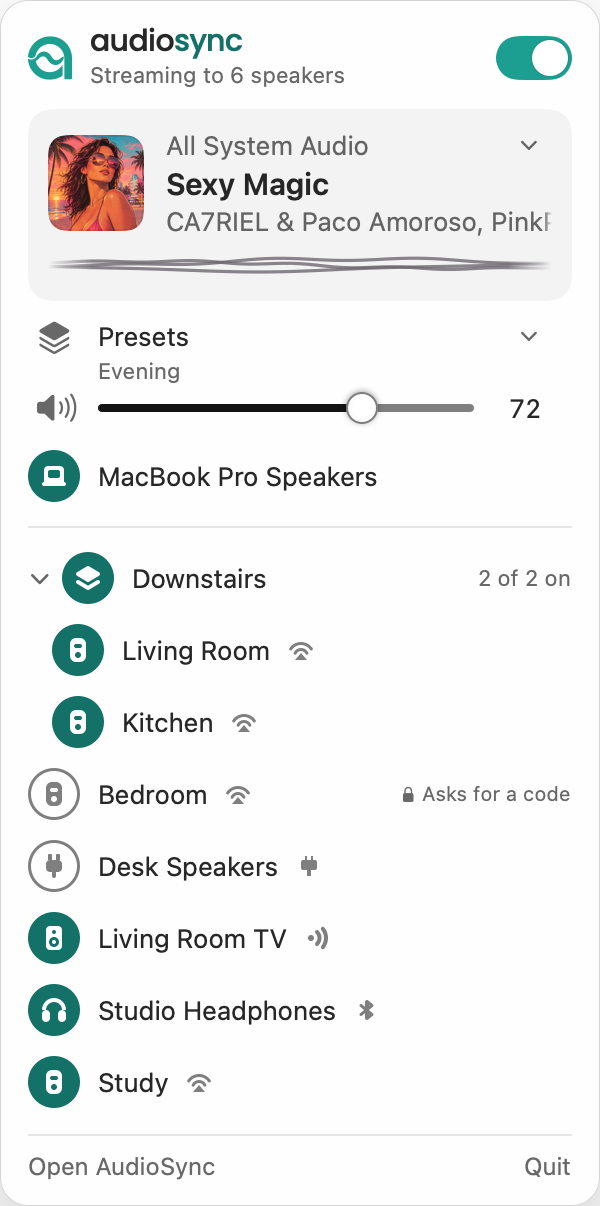 audiosync
Streaming to 6 speakers
All System Audio
Sexy Magic
CA7RIEL & Paco Amoroso, Pink
Presets
Evening
72
MacBook Pro Speakers
Downstairs
2 of 2 on
Living Room
Kitchen
Bedroom
Asks for a code
Desk Speakers
Living Room TV
Studio Headphones
Study
Open AudioSync
Quit